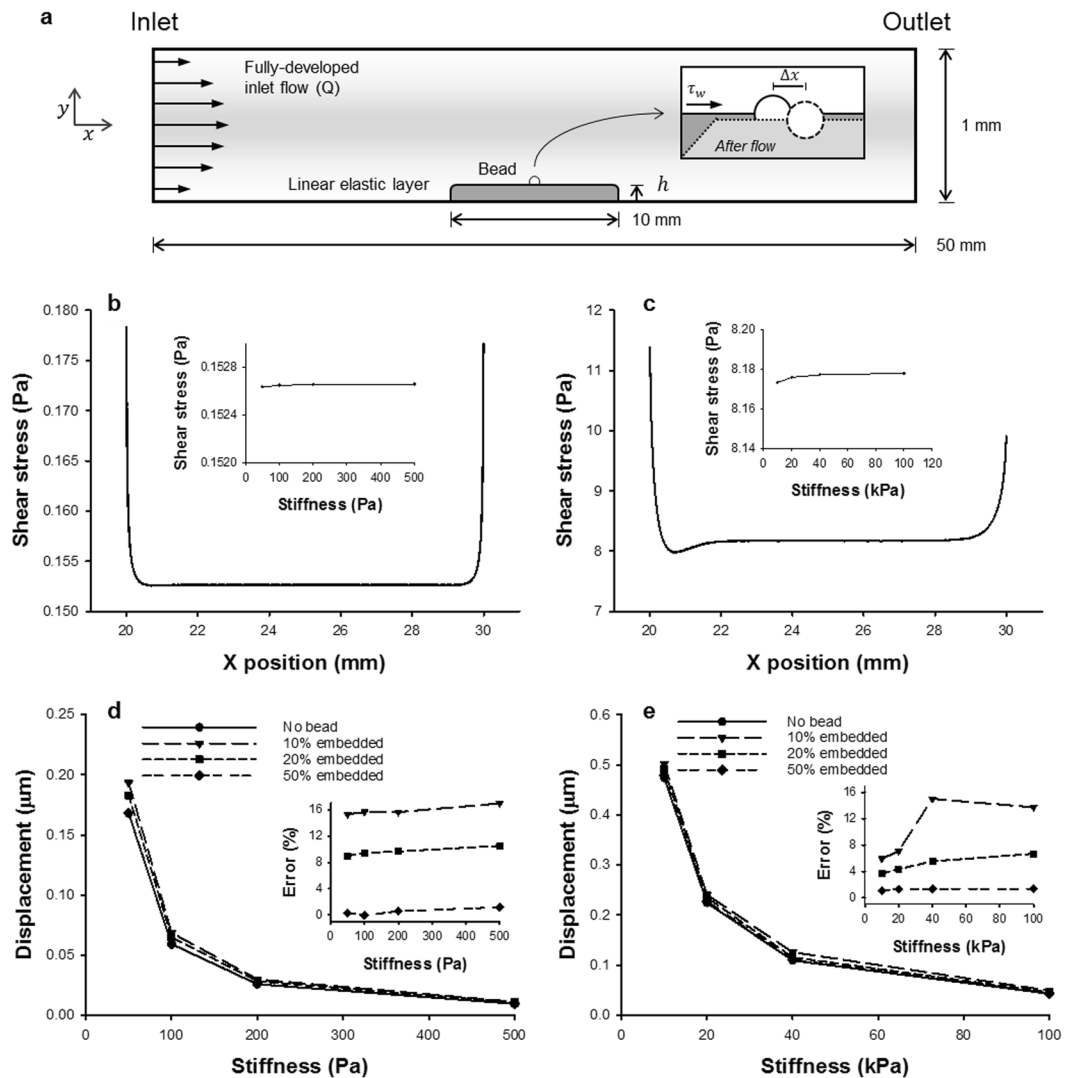 a
Inlet
Outlet
Fully-developed
inlet flow (Q)
y
x
Linear elastic layer
Bead
h
10 mm
50 mm
1 mm
τw
Δx
After flow
b
Shear stress (Pa)
0.180
0.175
0.170
0.165
0.160
0.155
0.150
20 22 24 26 28 30
X position (mm)
Shear stress (Pa)
0.1528
0.1524
0.1520
0 100 200 300 400 500
Stiffness (Pa)
c
Shear stress (Pa)
12
11
10
9
8
7
20 22 24 26 28 30
X position (mm)
Shear stress (Pa)
8.20
8.18
8.16
8.14
0 20 40 60 80 100 120
Stiffness (kPa)
d
Displacement (μm)
0.25
0.20
0.15
0.10
0.05
0.00
0 100 200 300 400 500
Stiffness (Pa)
No bead
10% embedded
20% embedded
50% embedded
Error (%)
16
12
8
4
0
0 100 200 300 400 500
Stiffness (Pa)
e
Displacement (μm)
0.6
0.5
0.4
0.3
0.2
0.1
0.0
0 20 40 60 80 100
Stiffness (kPa)
No bead
10% embedded
20% embedded
50% embedded
Error (%)
16
12
8
4
0
0 20 40 60 80 100
Stiffness (kPa)